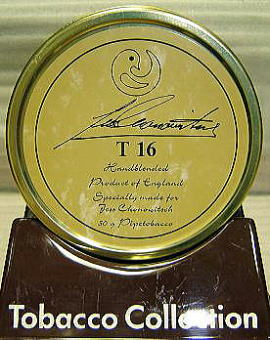 T 16
Handblended
Product of England
Specially made for
Jess Chonowitsch
50 g Pipetobacco
Tobacco Collection